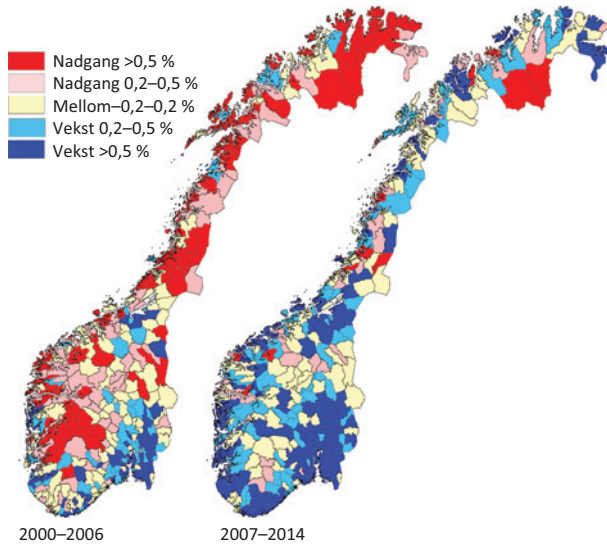 Nadgang >0,5 %
Nadgang 0,2–0,5 %
Mellom–0,2–0,2 %
Vekst 0,2–0,5 %
Vekst >0,5 %
2000–2006
2007–2014